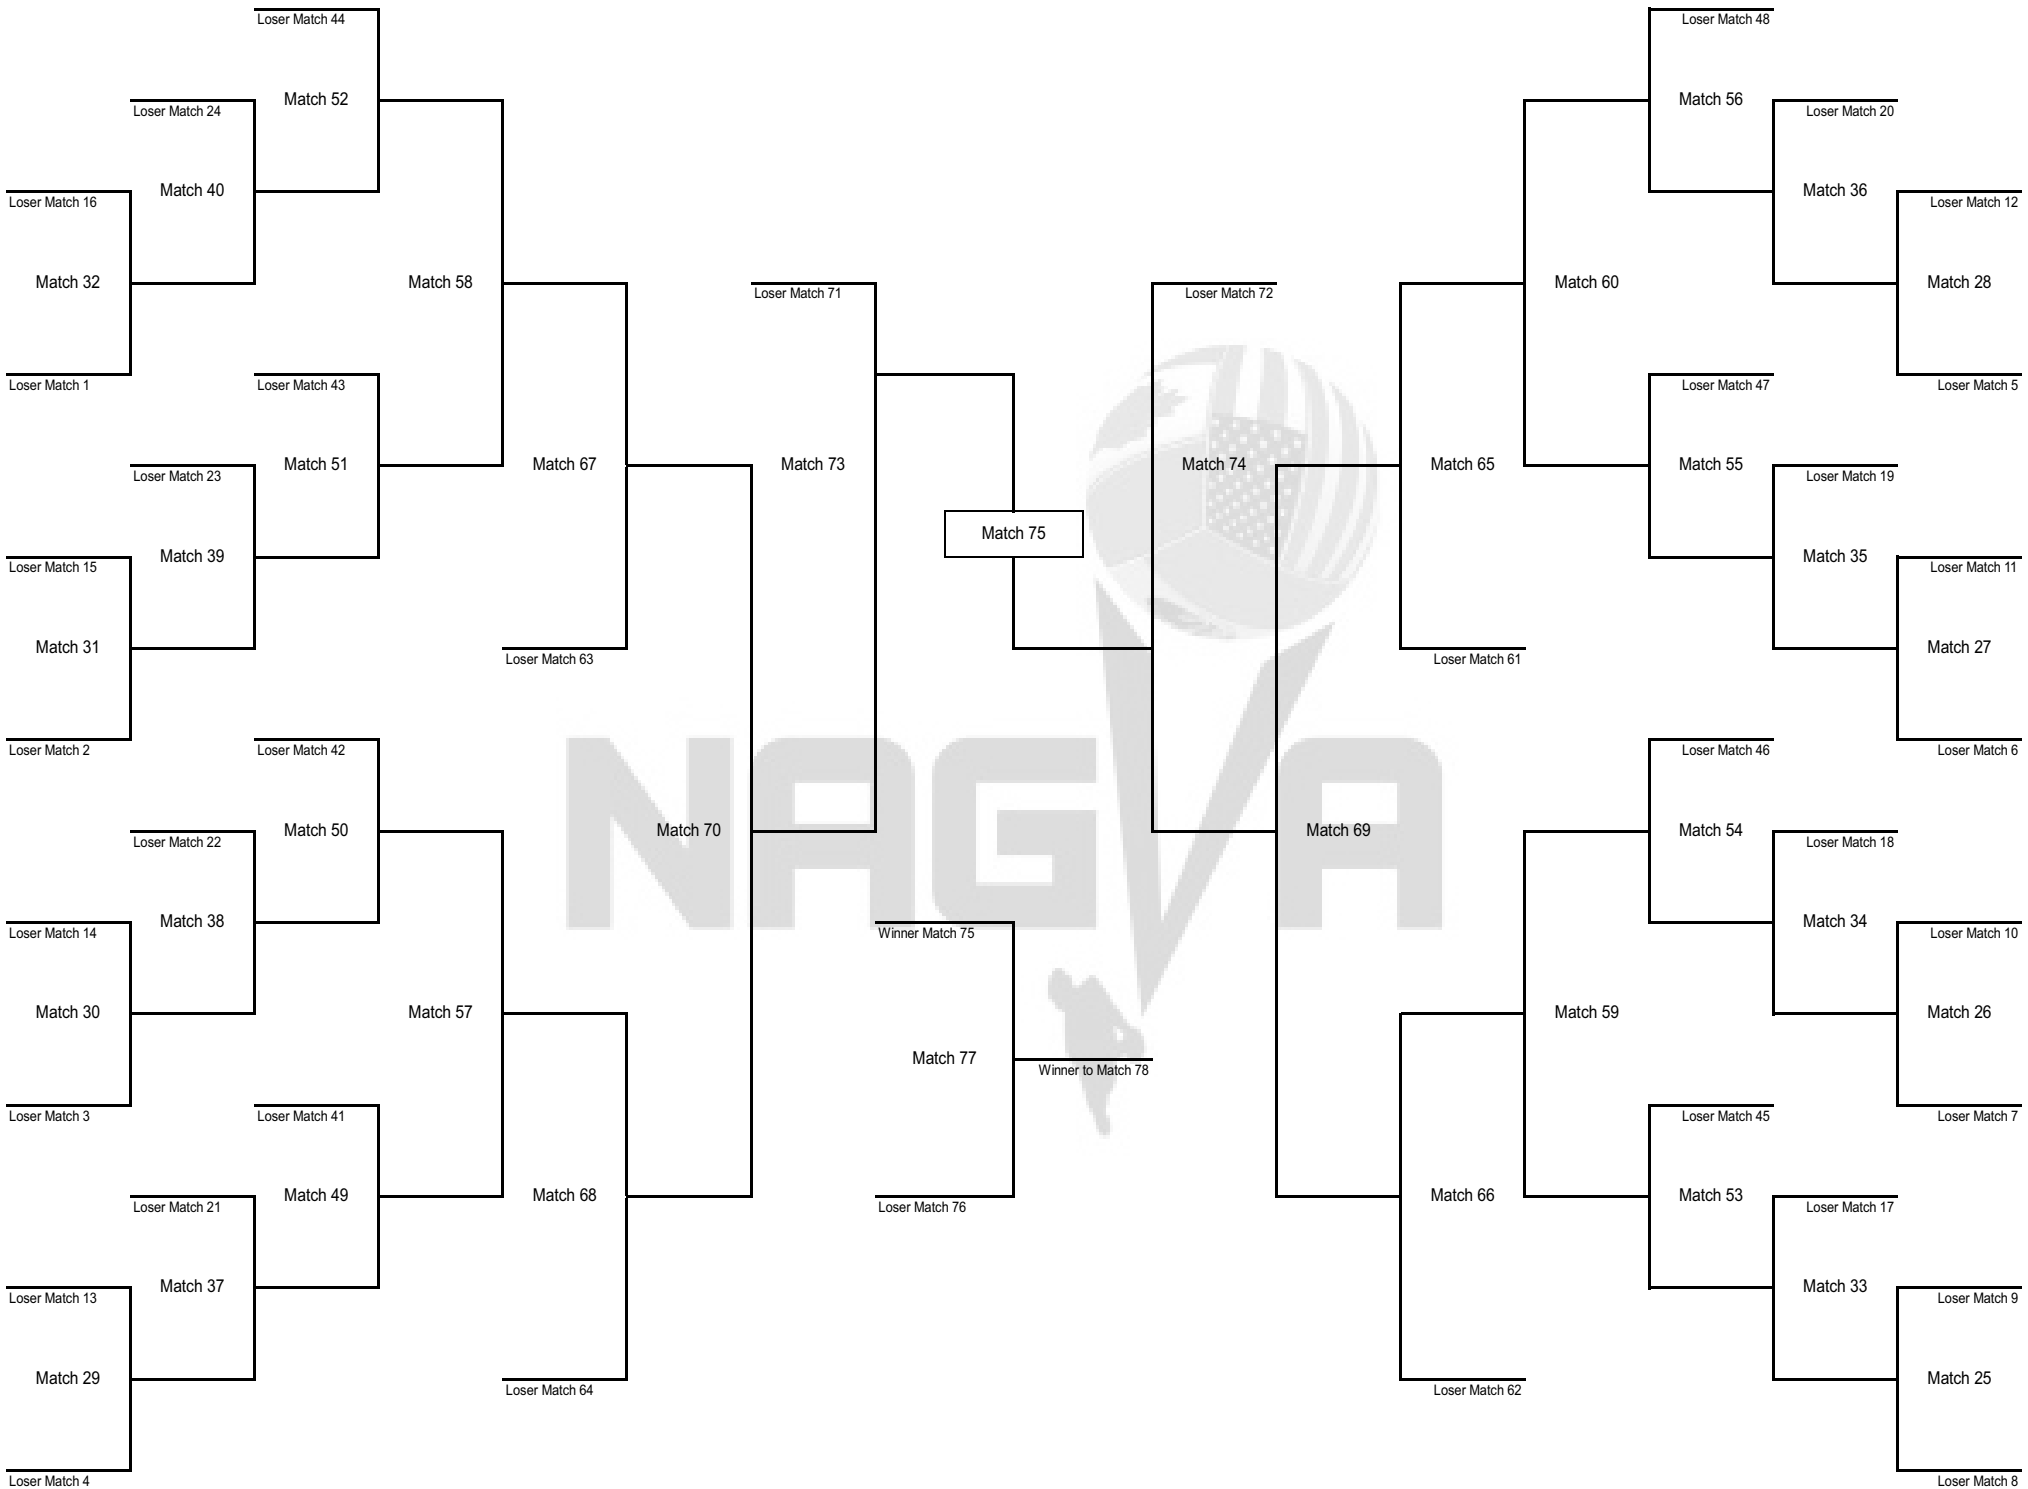 Loser Match 44
Loser Match 48
Match 52
Match 56
Loser Match 24
Loser Match 20
Match 40
Match 36
Loser Match 16
Loser Match 12
Match 32
Match 58
Loser Match 71
Loser Match 72
Match 60
Match 28
Loser Match 1
Loser Match 43
Loser Match 47
Loser Match 5
Match 51
Match 67
Match 73
Match 74
Match 65
Match 55
Loser Match 23
Loser Match 19
Match 75
Match 39
Match 35
Loser Match 15
Loser Match 11
Match 31
Match 27
Loser Match 63
Loser Match 61
Loser Match 2
Loser Match 42
Loser Match 46
Loser Match 6
NAGVA
Match 50
Match 70
Match 69
Match 54
Loser Match 22
Loser Match 18
Match 38
Match 34
Loser Match 14
Winner Match 75
Loser Match 10
Match 30
Match 57
Match 59
Match 26
Match 77
Winner to Match 78
Loser Match 3
Loser Match 41
Loser Match 45
Loser Match 7
Match 49
Match 68
Match 66
Match 53
Loser Match 21
Loser Match 76
Loser Match 17
Match 37
Match 33
Loser Match 13
Loser Match 9
Match 29
Match 25
Loser Match 64
Loser Match 62
Loser Match 4
Loser Match 8